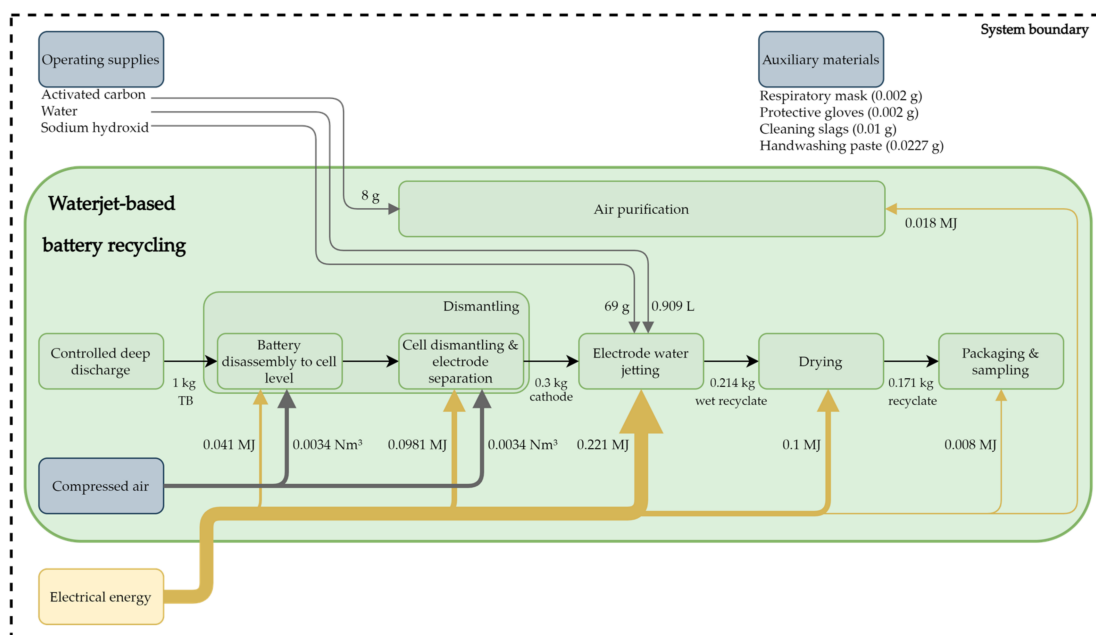 System boundary
Operating supplies
Activated carbon
Water
Sodium hydroxid
Auxiliary materials
Respiratory mask (0.002 g)
Protective gloves (0.002 g)
Cleaning slags (0.01 g)
Handwashing paste (0.0227 g)
Waterjet-based
battery recycling
8 g
Air purification
0.018 MJ
Dismantling
69 g
0.909 L
Controlled deep
discharge
1 kg
TB
Battery
disassembly to cell
level
Cell dismantling &
electrode
separation
0.3 kg
cathode
Electrode water
jetting
0.214 kg
wet recyclate
Drying
0.171 kg
recyclate
Packaging &
sampling
0.041 MJ
0.0034 Nm³
0.0981 MJ
0.0034 Nm³
0.221 MJ
0.1 MJ
0.008 MJ
Compressed air
Electrical energy